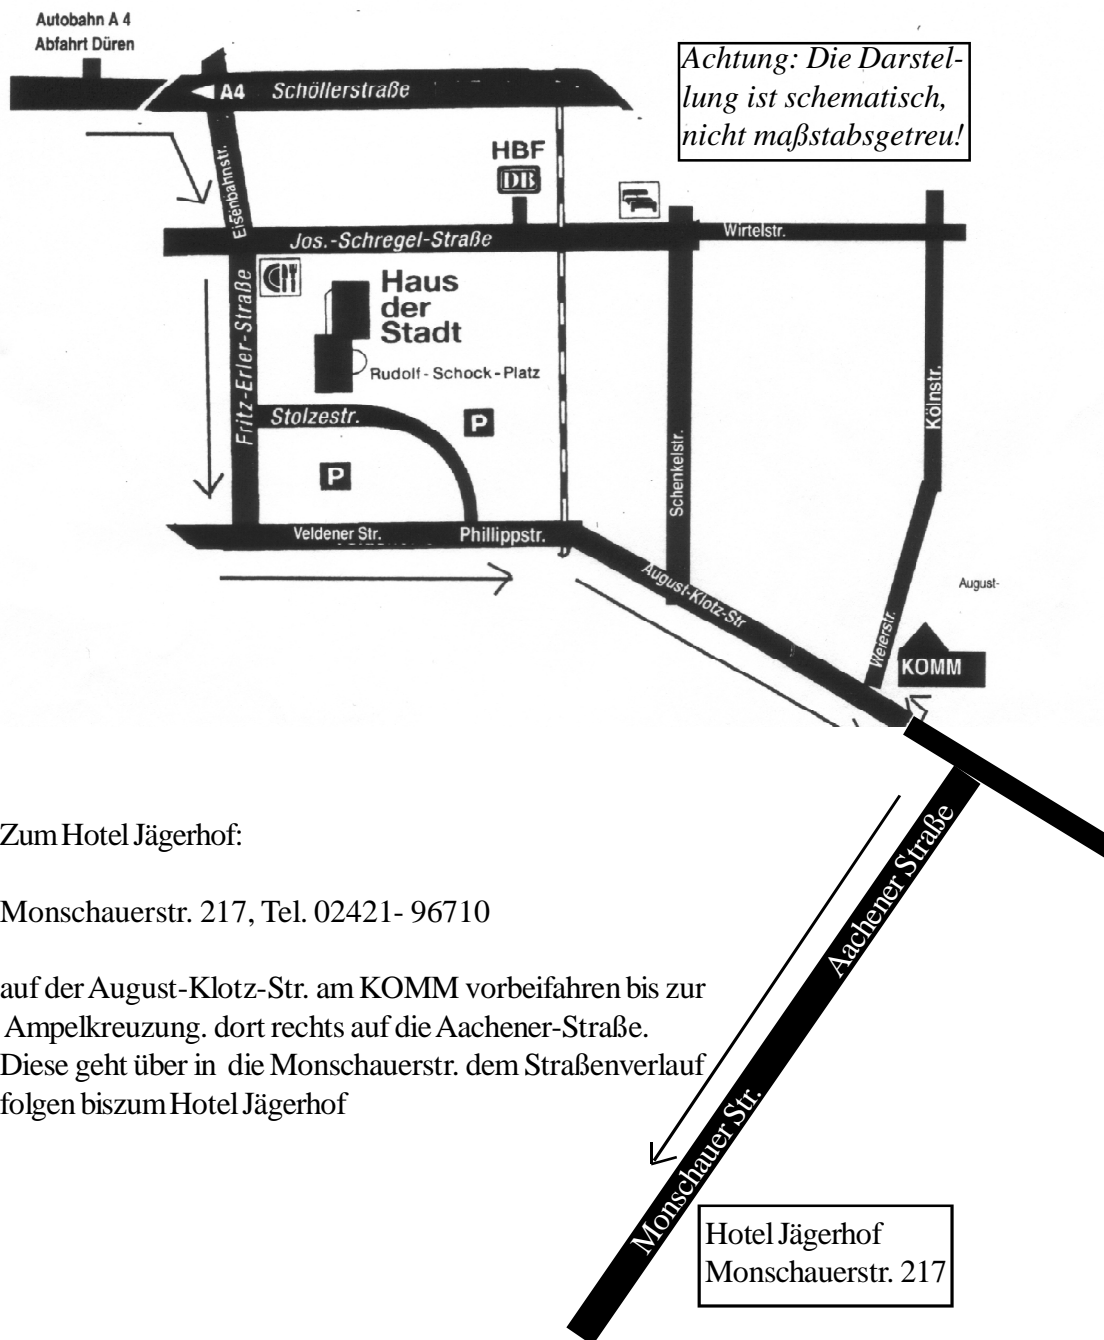 Autobahn A 4
Abfahrt Düren
A4 Schöllerstraße
Achtung: Die Darstel-
lung ist schematisch,
nicht maßstabsgetreu!
Eisenbahnstr.
HBF
DB
Jos.-Schregel-Straße
Wirtelstr.
Fritz-Erler-Straße
Haus
der
Stadt
Rudolf-Schock-Platz
Stolzestr.
P
P
Schenkelstr.
Kölnstr.
Veldener Str.
Phillippstr.
August-Klotz-Str
August-
Weierstr.
KOMM
Aachener Straße
Monschauer Str.
Zum Hotel Jägerhof:
Monschauerstr. 217, Tel. 02421- 96710
auf der August-Klotz-Str. am KOMM vorbeifahren bis zur
Ampelkreuzung. dort rechts auf die Aachener-Straße.
Diese geht über in die Monschauerstr. dem Straßenverlauf
folgen biszum Hotel Jägerhof
Hotel Jägerhof
Monschauerstr. 217